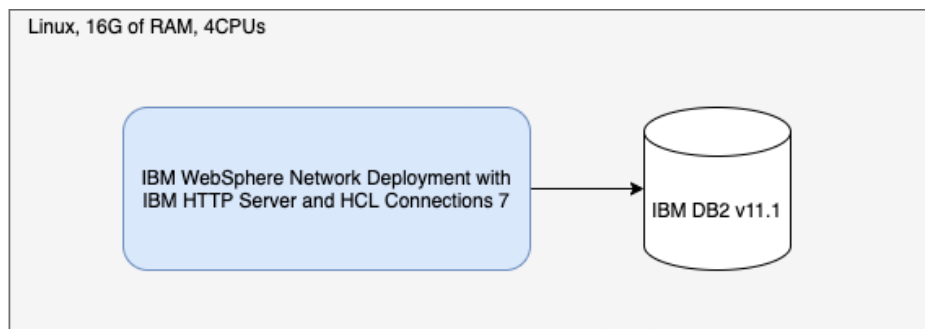 Linux, 16G of RAM, 4CPUs
IBM WebSphere Network Deployment with
IBM HTTP Server and HCL Connections 7
IBM DB2 v11.1